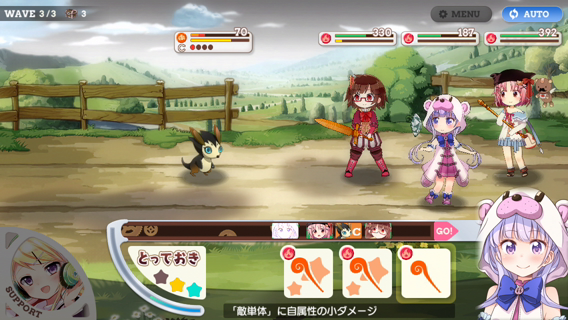 WAVE 3/3 3
MENU
AUTO
70
C
330
187
392
C
GO!
とっておき
SUPPORT
「敵単体」に自属性の小ダメージ